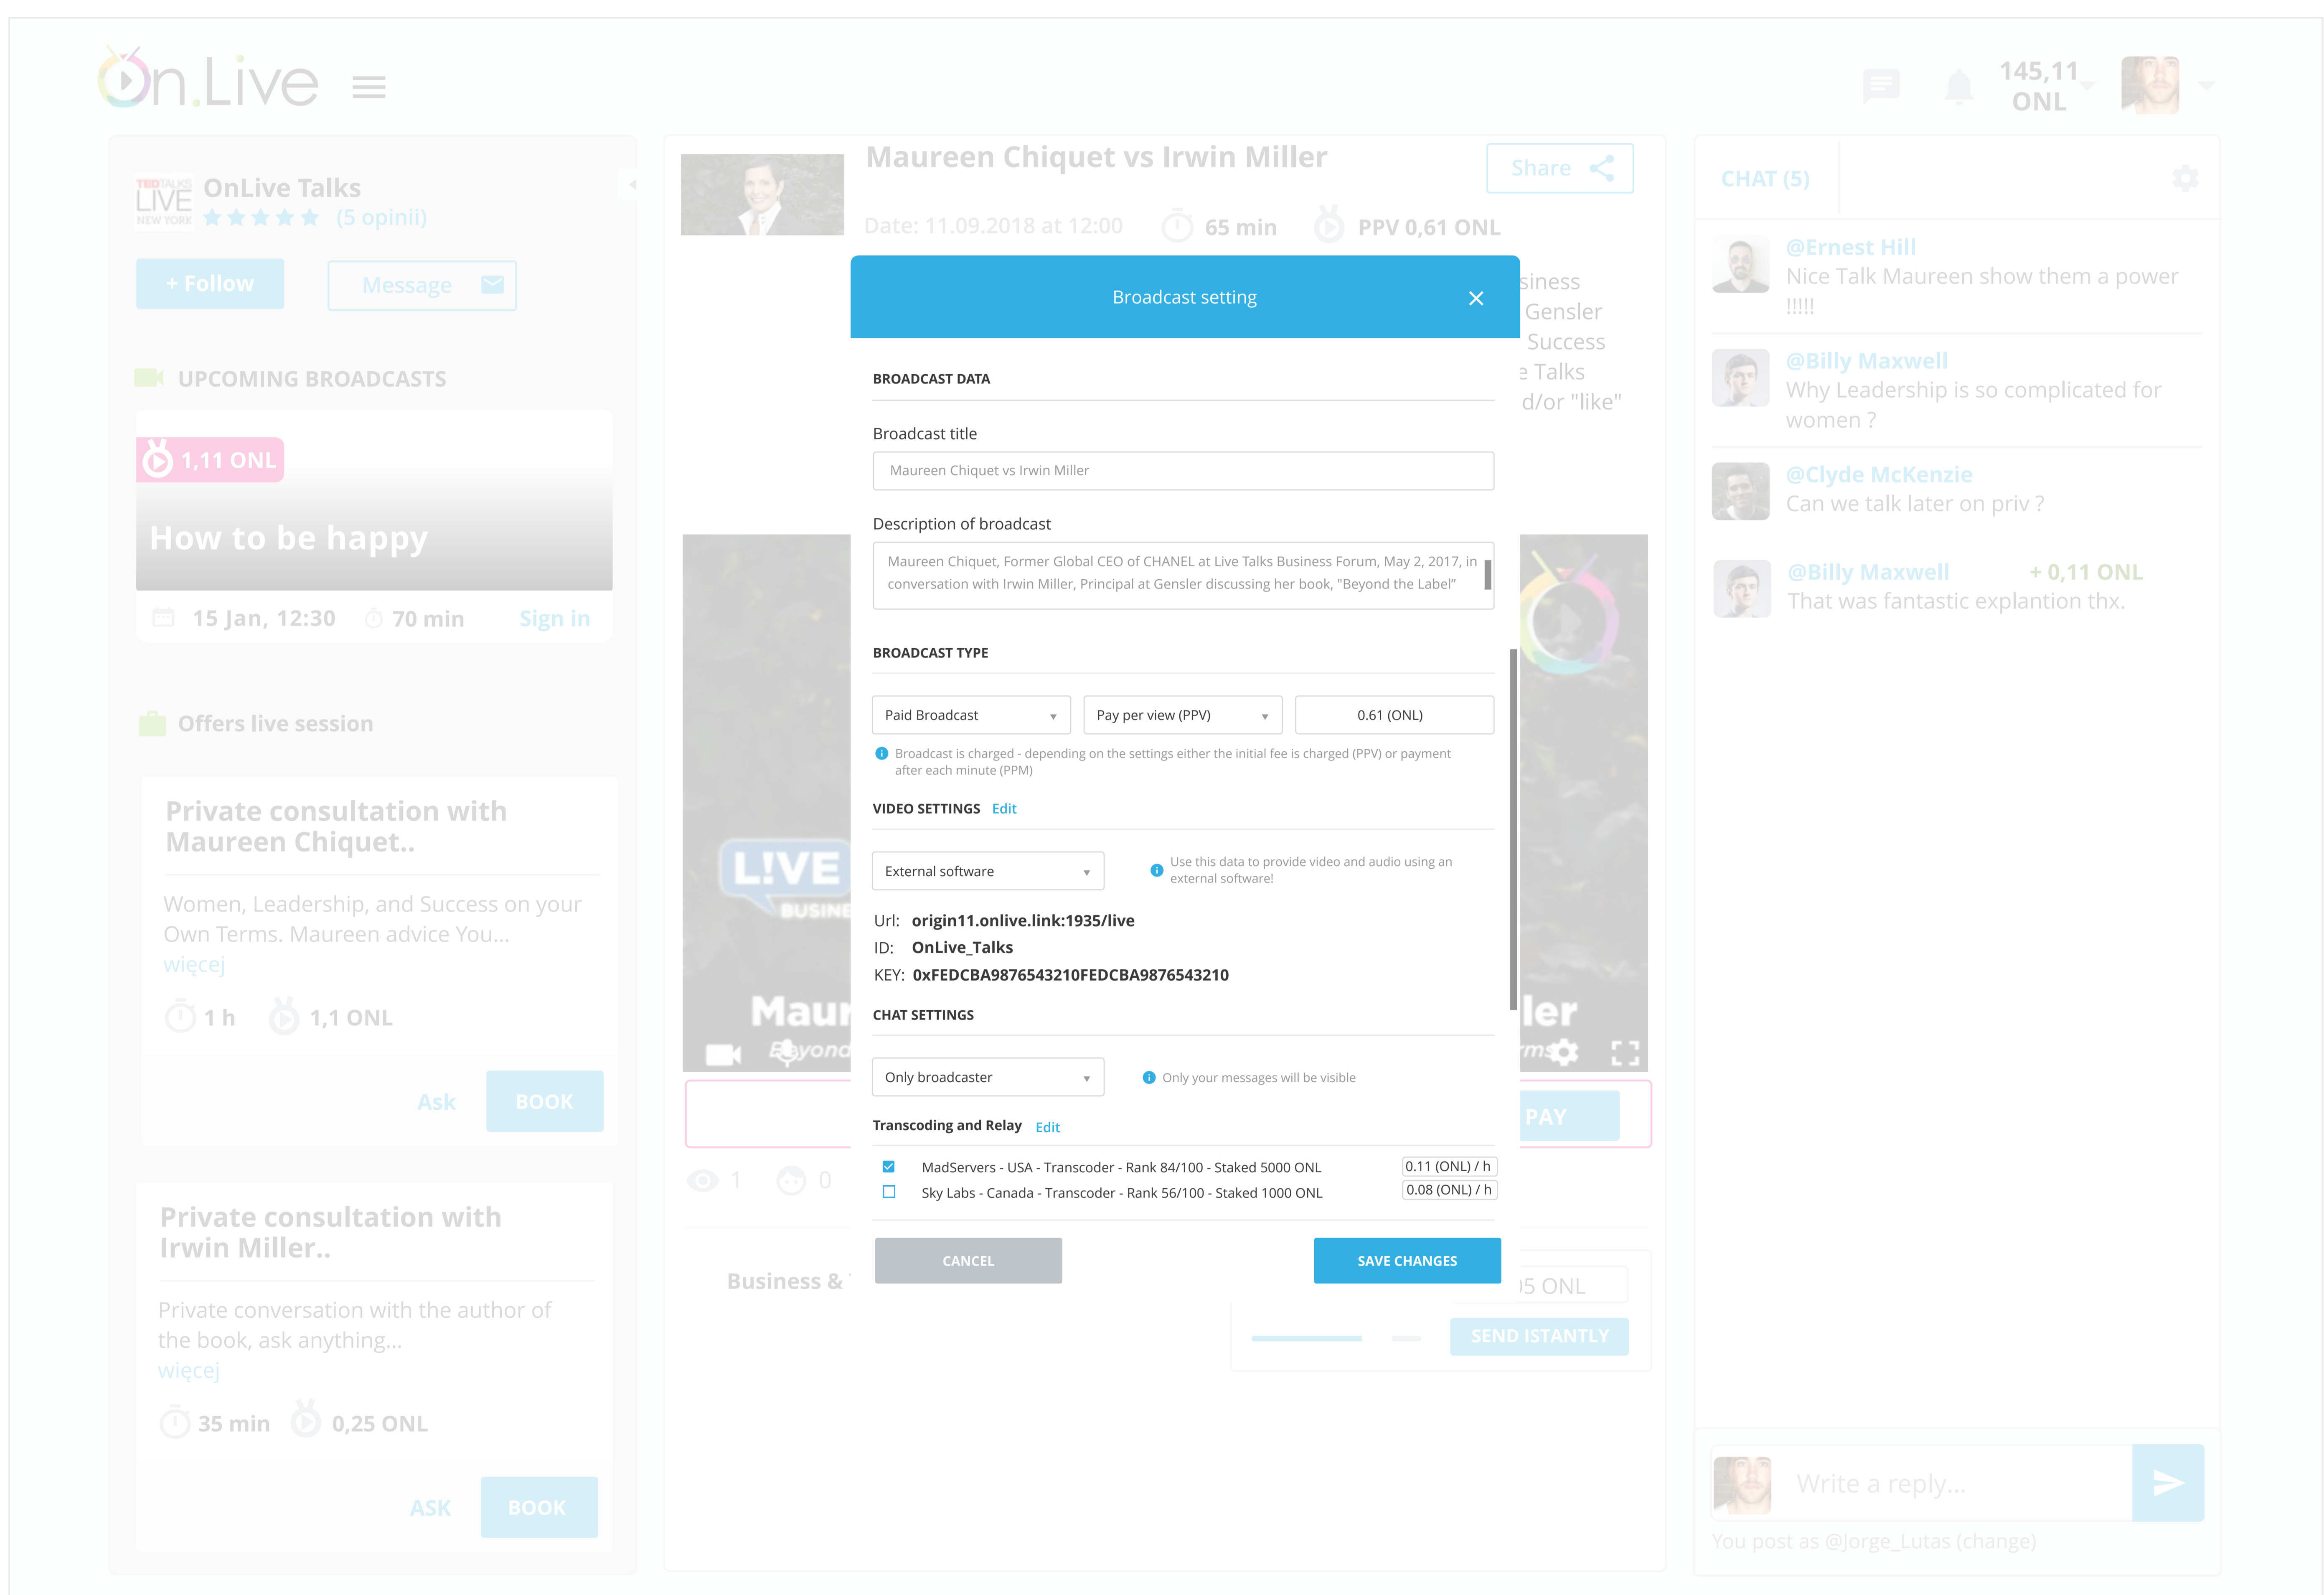 On.Live
145,11
ONL
TEDTALKS
LIVE
NEW YORK
OnLive Talks
(5 opinii)
+ Follow
Message
UPCOMING BROADCASTS
1,11 ONL
How to be happy
15 Jan, 12:30
70 min
Sign in
Offers live session
Private consultation with
Maureen Chiquet..
Women, Leadership, and Success on your
Own Terms. Maureen advice You...
więcej
1 h
1,1 ONL
Ask
BOOK
Private consultation with
Irwin Miller..
Private conversation with the author of
the book, ask anything...
więcej
35 min
0,25 ONL
ASK
BOOK
Maureen Chiquet vs Irwin Miller
Share
Date: 11.09.2018 at 12:00
65 min
PPV 0,61 ONL
Gensler
Success
Talks
d/or "like"
L!VE
PAY
1
0
Business &
ONL
SEND ISTANTLY
Broadcast setting
BROADCAST DATA
Broadcast title
Maureen Chiquet vs Irwin Miller
Description of broadcast
Maureen Chiquet, Former Global CEO of CHANEL at Live Talks Business Forum, May 2, 2017, in
conversation with Irwin Miller, Principal at Gensler discussing her book, "Beyond the Label”
BROADCAST TYPE
Paid Broadcast
Pay per view (PPV)
0.61 (ONL)
Broadcast is charged - depending on the settings either the initial fee is charged (PPV) or payment
after each minute (PPM)
VIDEO SETTINGS Edit
External software
Use this data to provide video and audio using an
external software!
Url: origin11.onlive.link:1935/live
ID: OnLive_Talks
KEY: 0xFEDCBA9876543210FEDCBA9876543210
CHAT SETTINGS
Only broadcaster
Only your messages will be visible
Transcoding and Relay Edit
MadServers - USA - Transcoder - Rank 84/100 - Staked 5000 ONL
0.11 (ONL) / h
Sky Labs - Canada - Transcoder - Rank 56/100 - Staked 1000 ONL
0.08 (ONL) / h
CANCEL
SAVE CHANGES
CHAT (5)
@Ernest Hill
Nice Talk Maureen show them a power
!!!!!
@Billy Maxwell
Why Leadership is so complicated for
women ?
@Clyde McKenzie
Can we talk later on priv ?
@Billy Maxwell
+ 0,11 ONL
That was fantastic explantion thx.
Write a reply...
You post as @Jorge_Lutas (change)